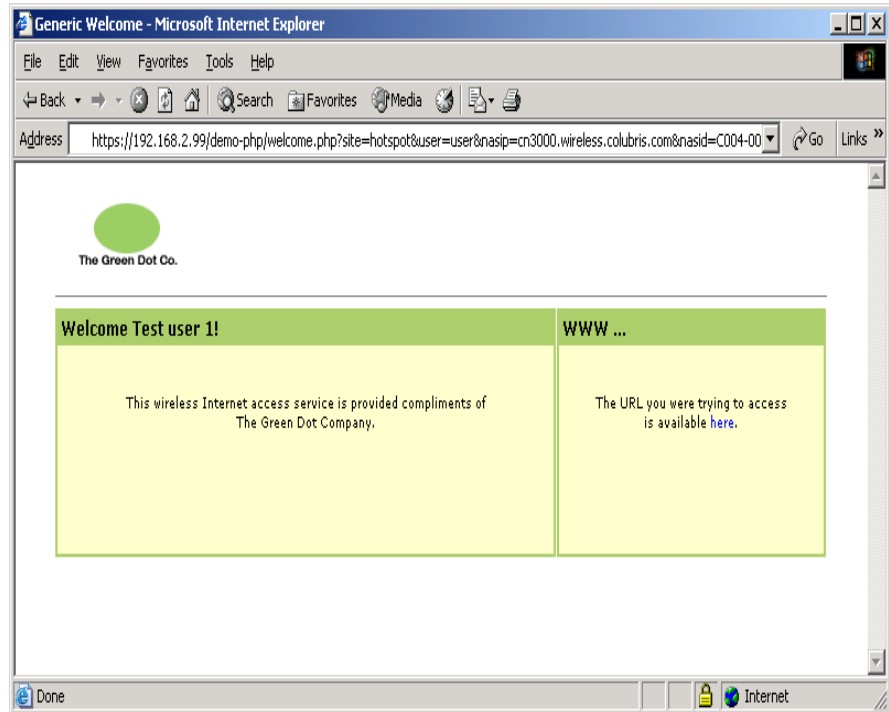 Generic Welcome - Microsoft Internet Explorer
File Edit View Favorites Tools Help
Back Search Favorites Media
Address https://192.168.2.99/demo-php/welcome.php?site=hotspot&user=user&nasip=cn3000.wireless.colubris.com&nasid=C004-00 Go Links »
The Green Dot Co.
Welcome Test user 1!
This wireless Internet access service is provided compliments of
The Green Dot Company.
WWW ...
The URL you were trying to access
is available here.
Done Internet